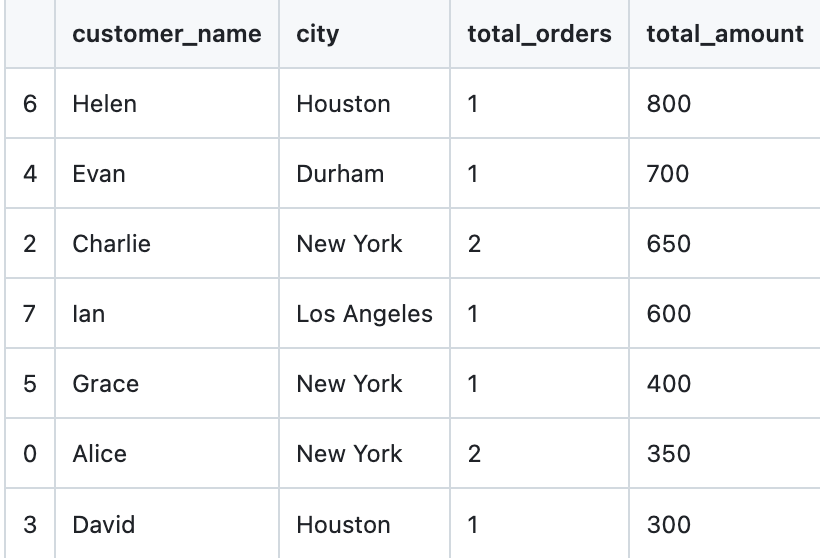 customer_name city total_orders total_amount
6 Helen Houston 1 800
4 Evan Durham 1 700
2 Charlie New York 2 650
7 Ian Los Angeles 1 600
5 Grace New York 1 400
0 Alice New York 2 350
3 David Houston 1 300